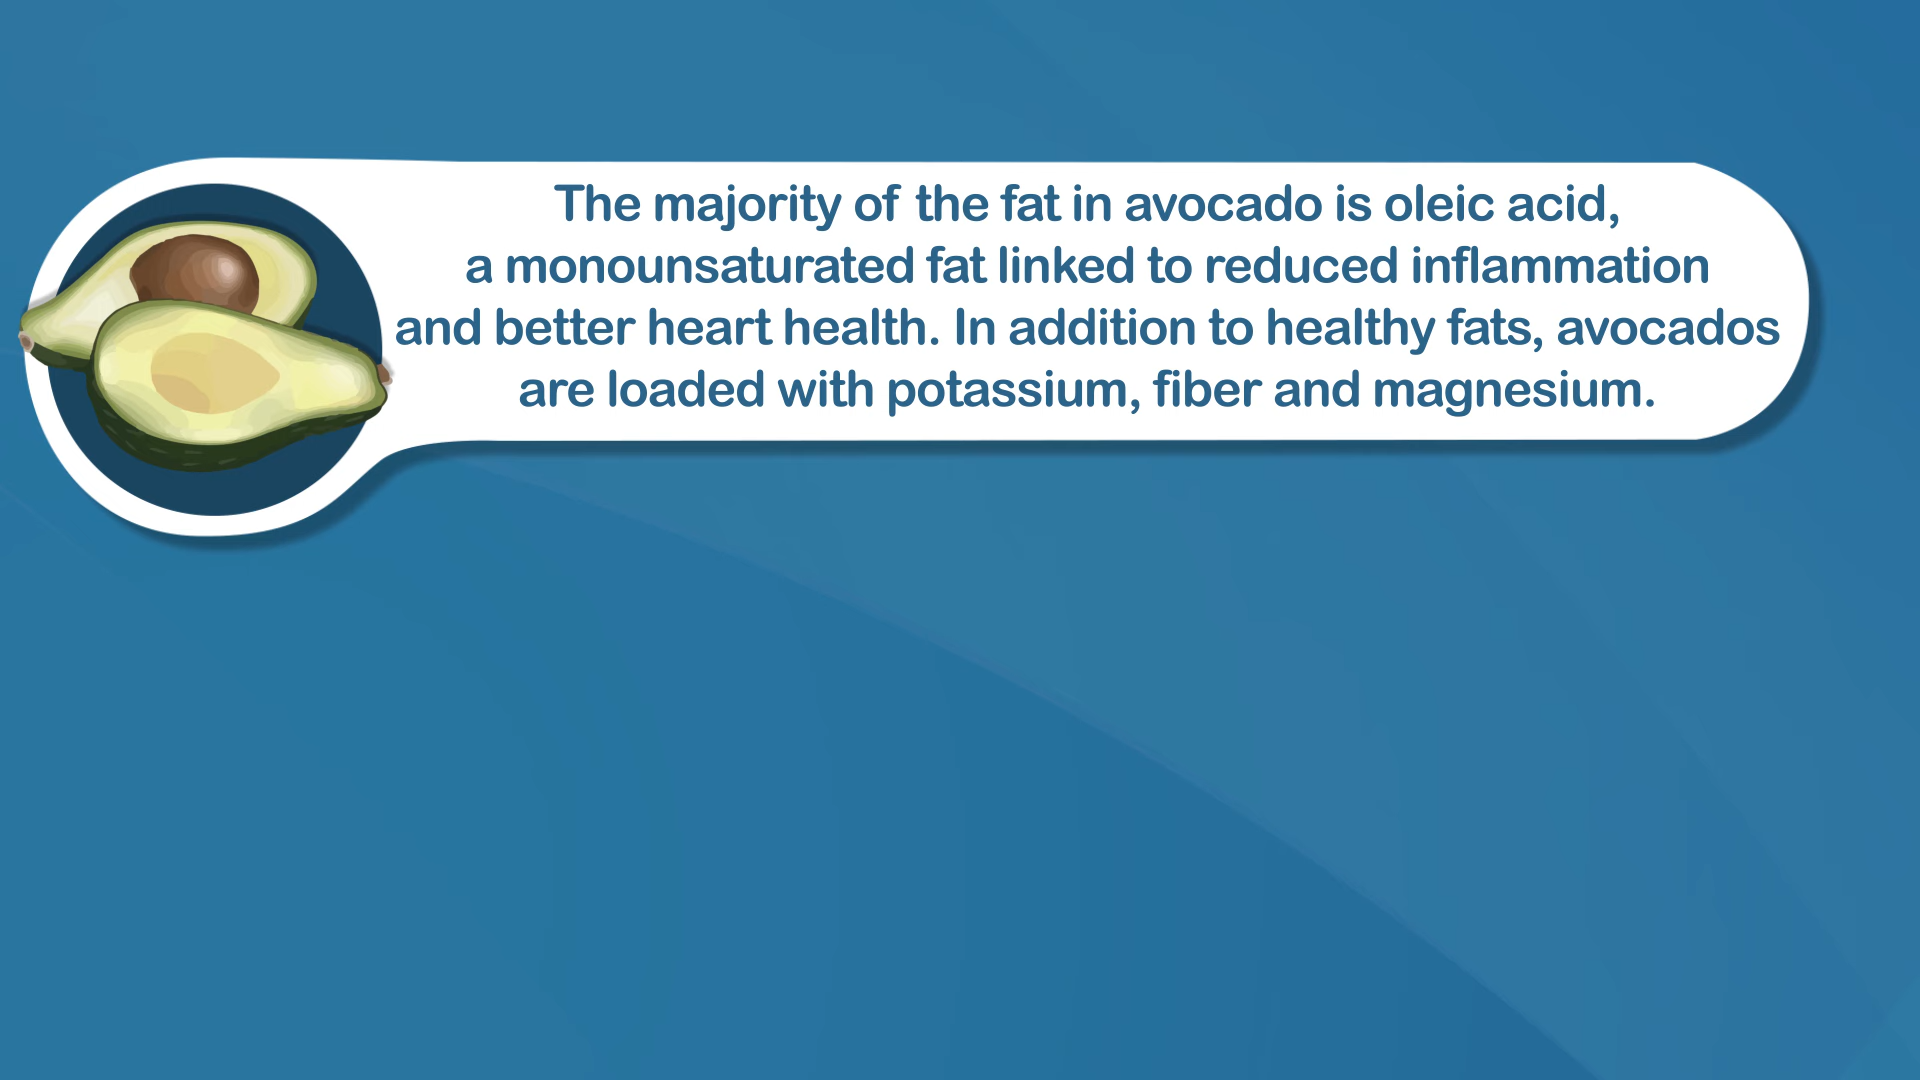 The majority of the fat in avocado is oleic acid,
a monounsaturated fat linked to reduced inflammation
and better heart health. In addition to healthy fats, avocados
are loaded with potassium, fiber and magnesium.